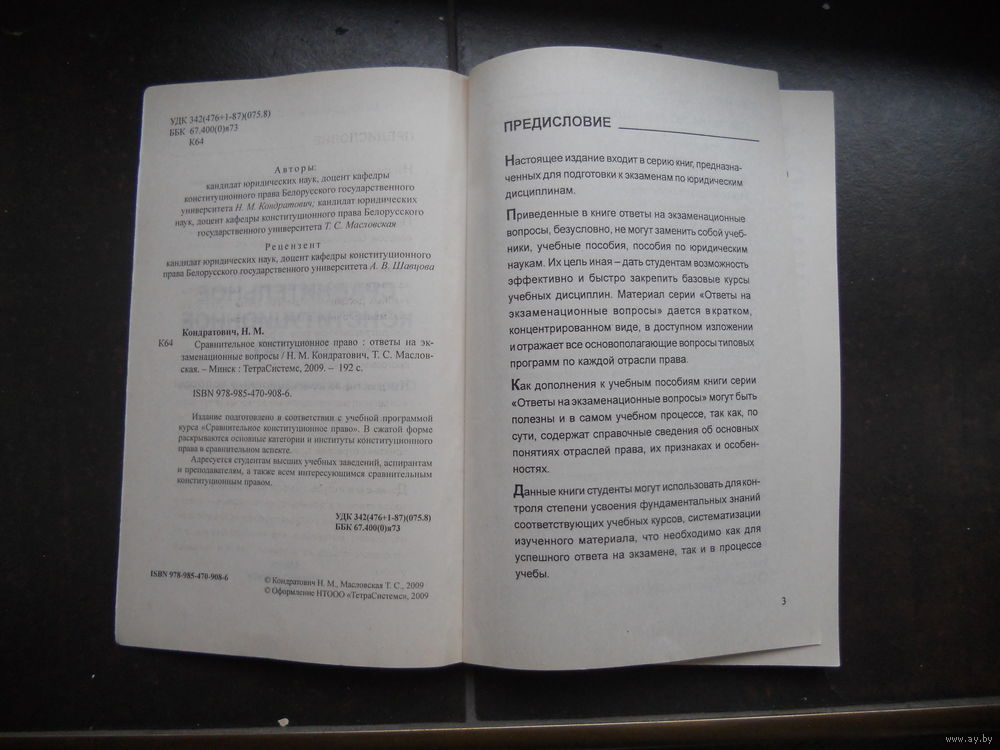 УДК 342(476+1-87)(075.8)
ББК 67.400(0)я73
К64
Авторы:
кандидат юридических наук, доцент кафедры
конституционного права Белорусского государственного
университета Н. М. Кондратович; кандидат юридических
наук, доцент кафедры конституционного права Белорусского
государственного университета Т. С. Масловская
Рецензент
кандидат юридических наук, доцент кафедры конституционного
права Белорусского государственного университета А. В. Шавцова
Кондратович, Н. М.
К64 Сравнительное конституционное право : ответы на эк-
заменационные вопросы / Н. М. Кондратович, Т. С. Маслов-
ская. – Минск : ТетраСистемс, 2009. – 192 с.
ISBN 978-985-470-908-6.
Издание подготовлено в соответствии с учебной программой
курса «Сравнительное конституционное право». В сжатой форме
раскрываются основные категории и институты конституционного
права в сравнительном аспекте.
Адресуется студентам высших учебных заведений, аспирантам
и преподавателям, а также всем интересующимся сравнительным
конституционным правом.
УДК 342(476+1-87)(075.8)
ББК 67.400(0)я73
ISBN 978-985-470-908-6
© Кондратович Н. М., Масловская Т. С., 2009
© Оформление НТООО «ТетраСистемс», 2009
ПРЕДИСЛОВИЕ
Настоящее издание входит в серию книг, предназна-
ченных для подготовки к экзаменам по юридическим
дисциплинам.
Приведенные в книге ответы на экзаменационные
вопросы, безусловно, не могут заменить собой учеб-
ники, учебные пособия, пособия по юридическим
наукам. Их цель иная – дать студентам возможность
эффективно и быстро закрепить базовые курсы
учебных дисциплин. Материал серии «Ответы на
экзаменационные вопросы» дается в кратком,
концентрированном виде, в доступном изложении
и отражает все основополагающие вопросы типовых
программ по каждой отрасли права.
Как дополнения к учебным пособиям книги серии
«Ответы на экзаменационные вопросы» могут быть
полезны и в самом учебном процессе, так как, по
сути, содержат справочные сведения об основных
понятиях отраслей права, их признаках и особен-
ностях.
Данные книги студенты могут использовать для кон-
троля степени усвоения фундаментальных знаний
соответствующих учебных курсов, систематизации
изученного материала, что необходимо как для
успешного ответа на экзамене, так и в процессе
учебы.
3
www.ay.by